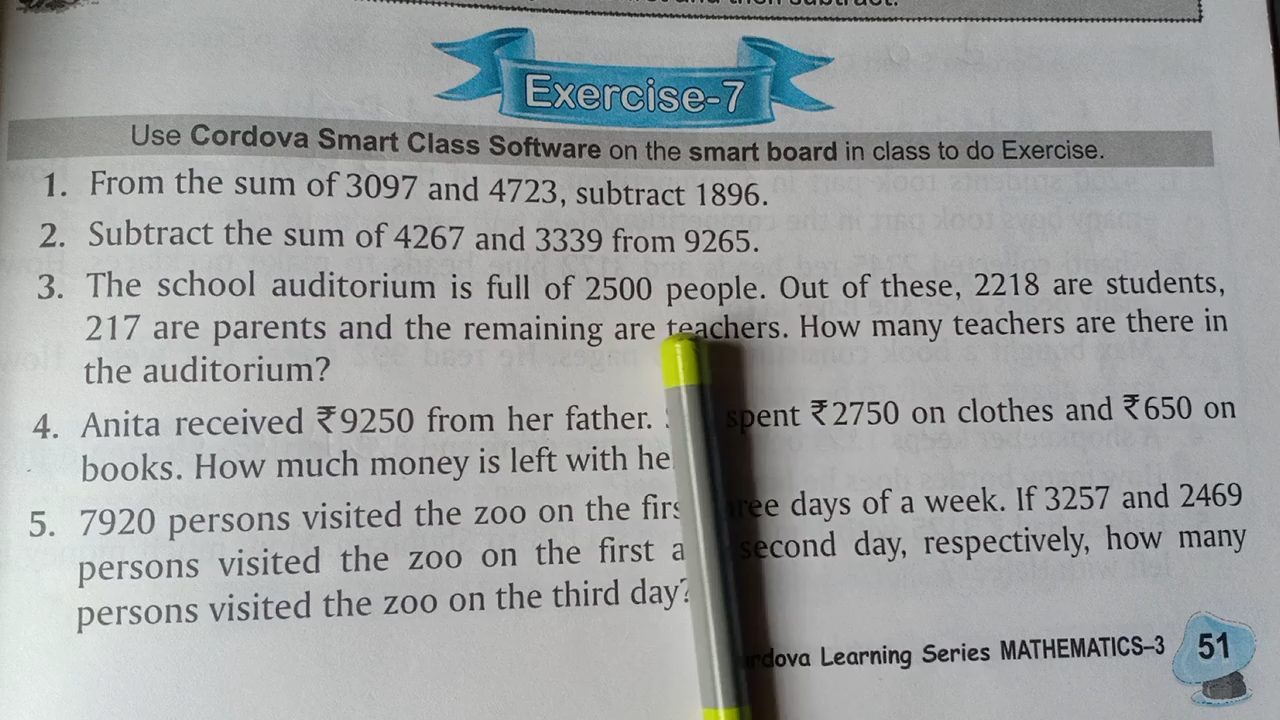 then subtract.
Exercise-7
Use Cordova Smart Class Software on the smart board in class to do Exercise.
1. From the sum of 3097 and 4723, subtract 1896.
2. Subtract the sum of 4267 and 3339 from 9265.
3. The school auditorium is full of 2500 people. Out of these, 2218 are students,
217 are parents and the remaining are teachers. How many teachers are there in
the auditorium?
4. Anita received ₹9250 from her father. spent ₹2750 on clothes and ₹650 on
books. How much money is left with
5. 7920 persons visited the zoo on the days of a week. If 3257 and 2469
persons visited the zoo on the first second day, respectively, how many
persons visited the zoo on the third day?
Learning Series MATHEMATICS–3 51